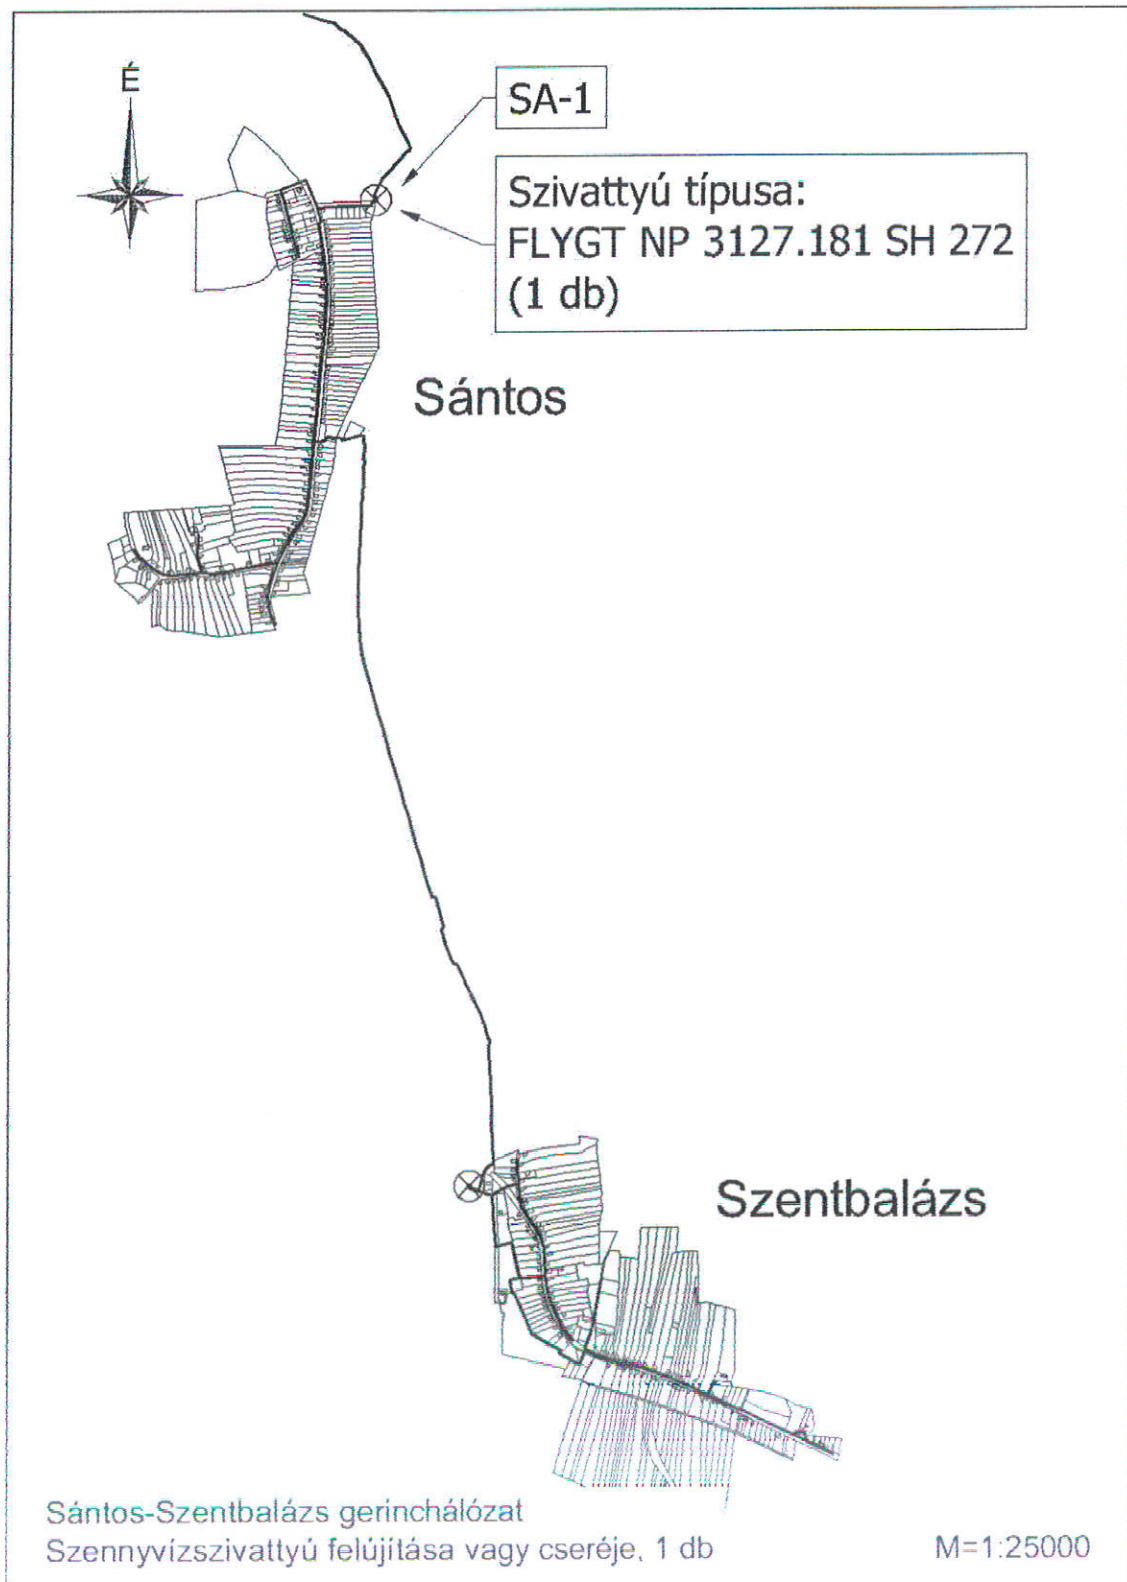 É
SA-1
Szivattyú típusa:
FLYGT NP 3127.181 SH 272
(1 db)
Sántos
Szentbalázs
Sántos-Szentbalázs gerinchálózat
Szennyvízszivattyú felújítása vagy cseréje, 1 db
M=1:25000